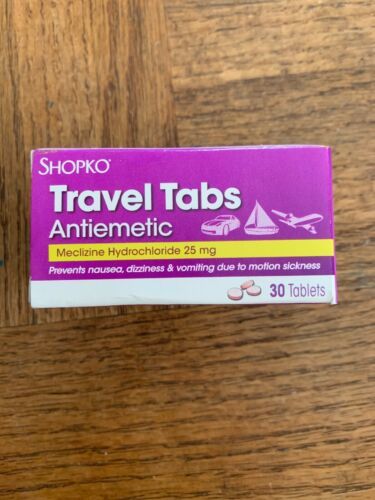 SHOPKO®
Travel Tabs
Antiemetic
Meclizine Hydrochloride 25 mg
Prevents nausea, dizziness & vomiting due to motion sickness
30 Tablets